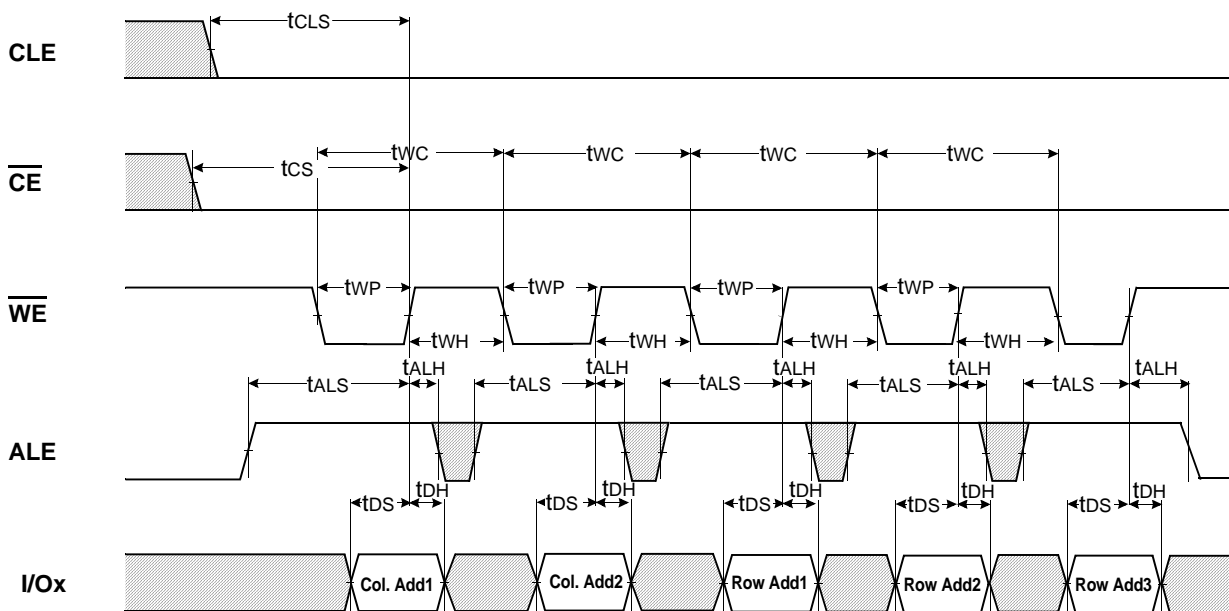 CLE tCLS
tWC tWC tWC tWC
CE tCS
WE tWP tWP tWP tWP
tWH tWH tWH tWH
tALS tALH tALS tALH tALS tALH tALS tALH tALS tALH
ALE
tDS tDH tDS tDH tDS tDH tDS tDH tDS tDH
I/Ox Col. Add1 Col. Add2 Row Add1 Row Add2 Row Add3